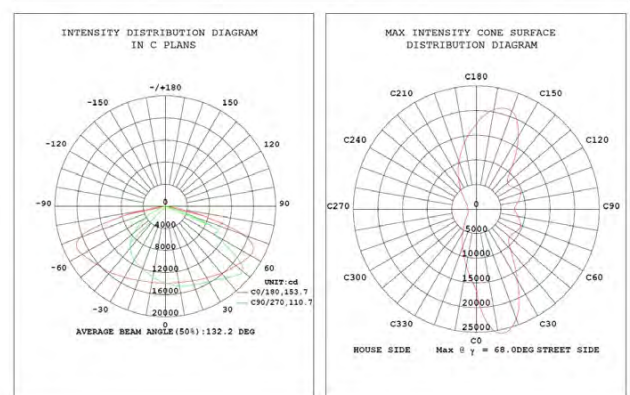 INTENSITY DISTRIBUTION DIAGRAM
IN C PLANS
-/+180
-150
150
-120
120
-90
0
90
4000
8000
-60
60
12000
UNIT:cd
16000
C0/180,153.7
-30
30
C90/270,110.7
20000
0
AVERAGE BEAM ANGLE(50%):132.2 DEG
MAX INTENSITY CONE SURFACE
DISTRIBUTION DIAGRAM
C180
C210
C150
C240
C120
C270
0
C90
5000
10000
C300
C60
15000
20000
C330
C30
25000
C0
HOUSE SIDE Max @ γ = 68.0DEG STREET SIDE